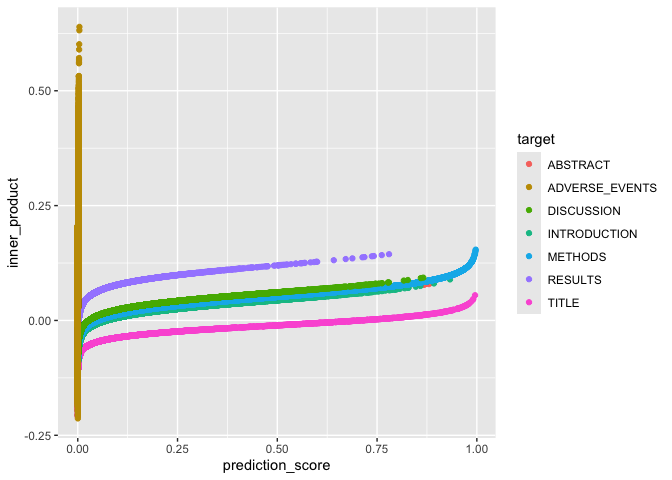 0.50
0.25
0.00
-0.25
inner_product
0.00 0.25 0.50 0.75 1.00
prediction_score
target
ABSTRACT
ADVERSE_EVENTS
DISCUSSION
INTRODUCTION
METHODS
RESULTS
TITLE